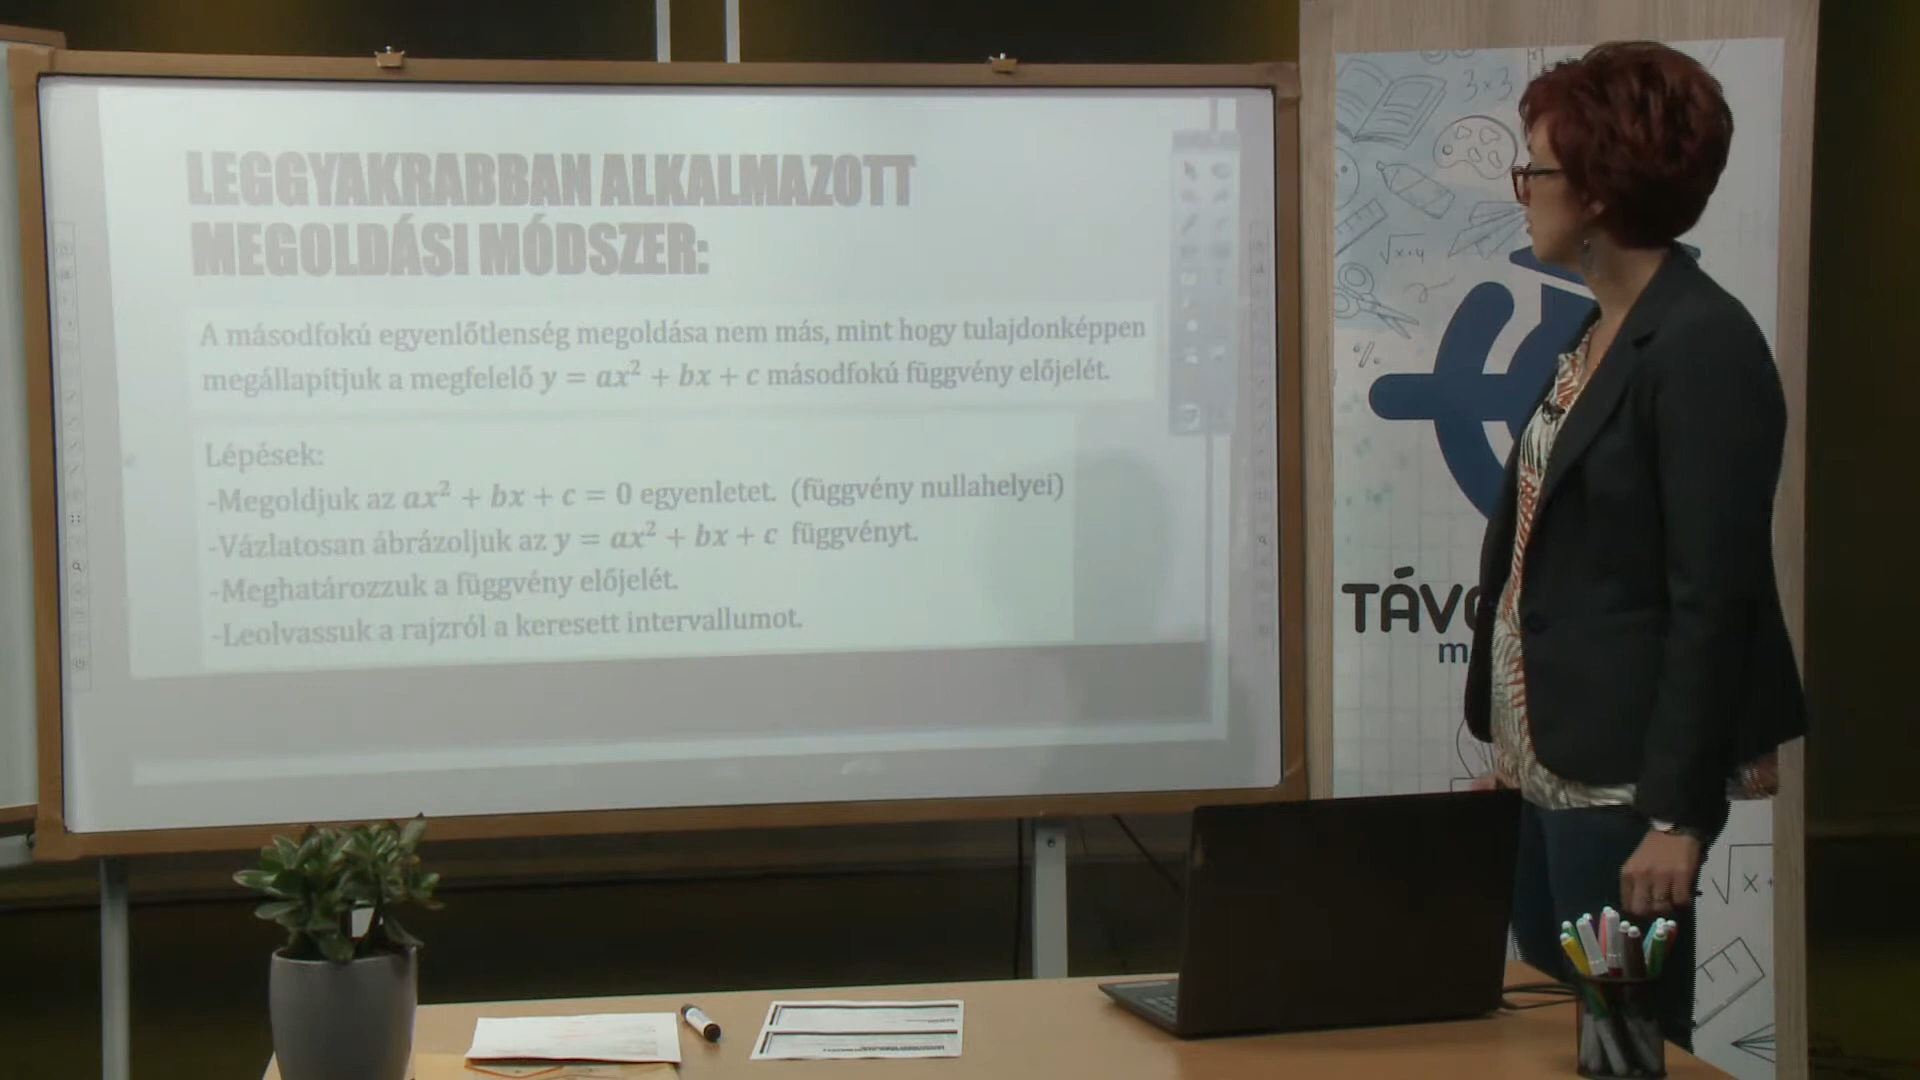 LEGGYAKRABBAN ALKALMAZOTT
MEGOLDÁSI MÓDSZER:
A másodfokú egyenlőtlenség megoldása nem más, mint hogy tulajdonképpen
megállapítjuk a megfelelő y = ax² + bx + c másodfokú függvény előjelét.
Lépések:
-Megoldjuk az ax² + bx + c = 0 egyenletet. (függvény nullahelyei)
-Vázlatosan ábrázoljuk az y = ax² + bx + c függvényt.
-Meghatározzuk a függvény előjelét.
-Leolvassuk a rajzról a keresett intervallumot.
3×3
√x+y
%
TÁV
m
√x+